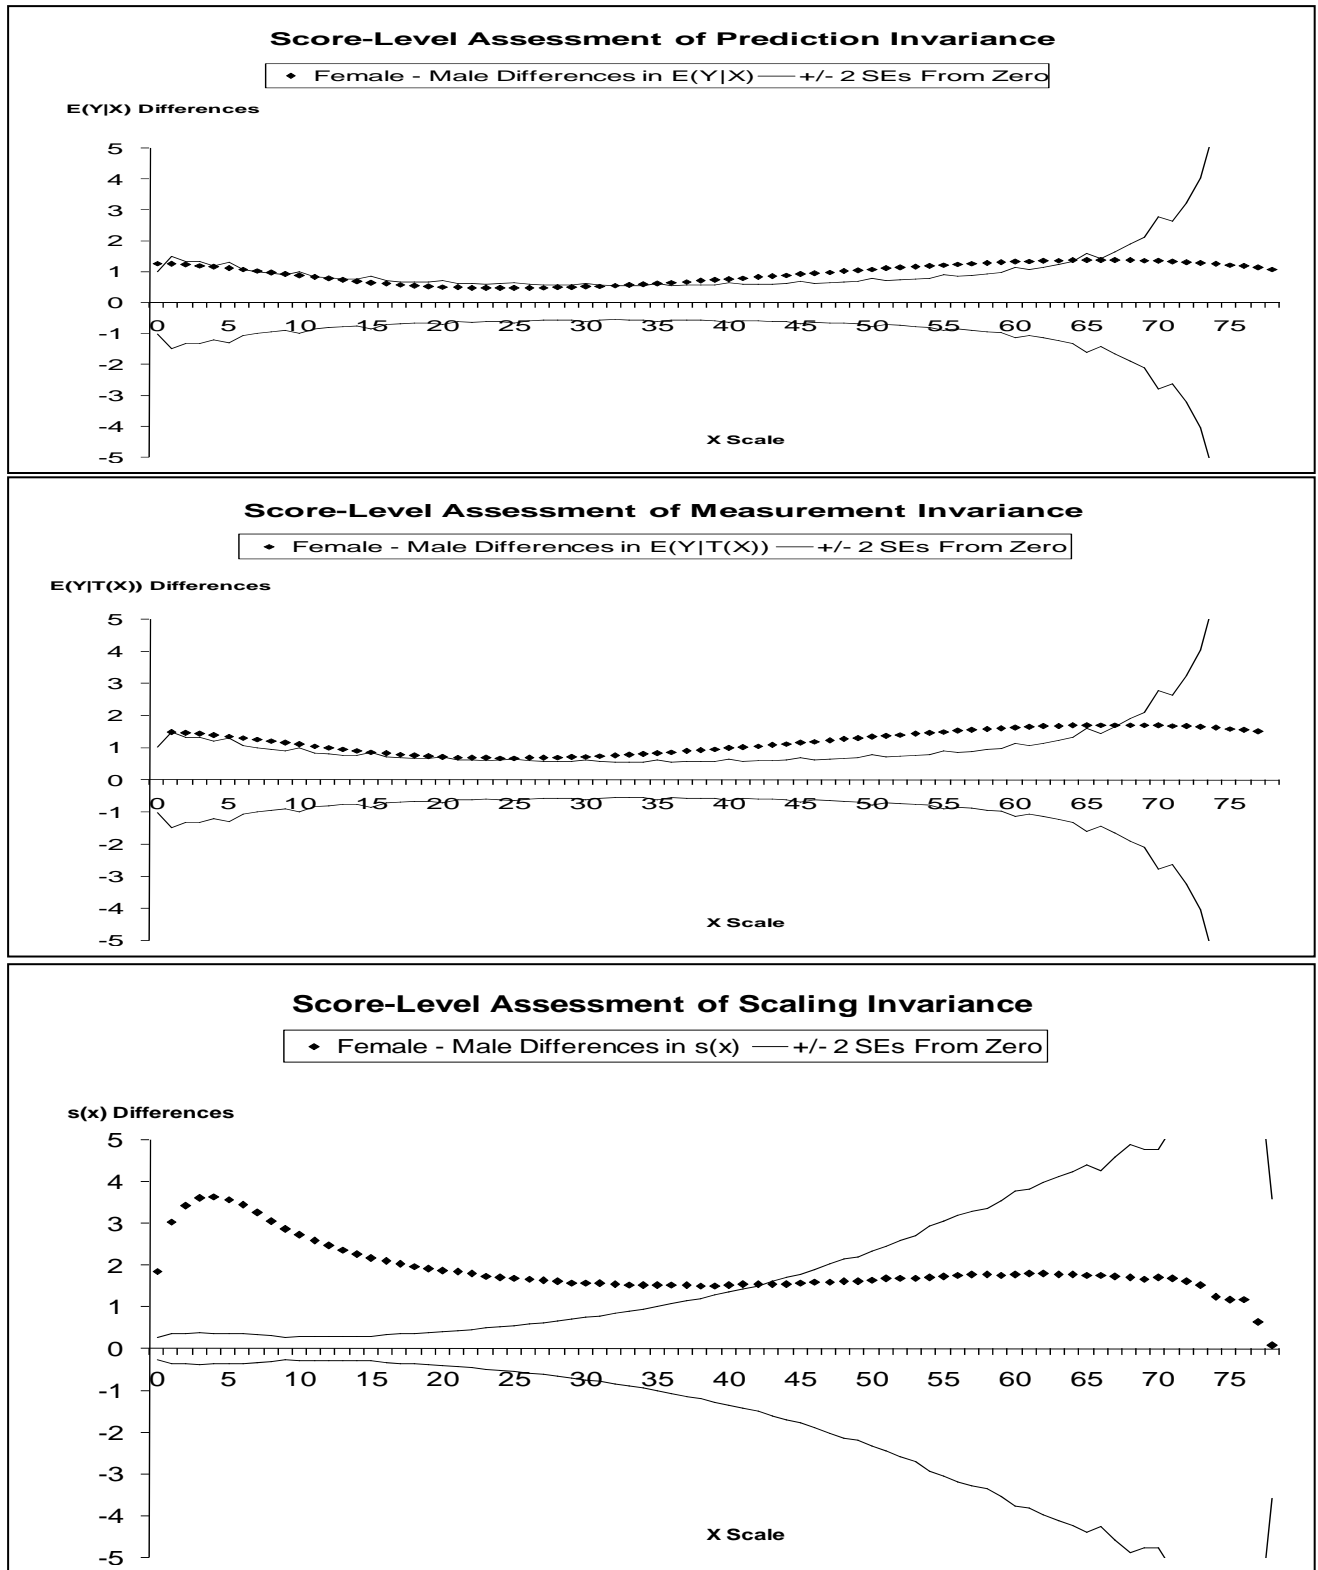 Score-Level Assessment of Prediction Invariance
Female - Male Differences in E(Y|X) +/- 2 SEs From Zero
E(Y|X) Differences
5
4
3
2
1
0
0 5 10 15 20 25 30 35 40 45 50 55 60 65 70 75
-1
-2
-3
-4
X Scale
-5
Score-Level Assessment of Measurement Invariance
Female - Male Differences in E(Y|T(X)) +/- 2 SEs From Zero
E(Y|T(X)) Differences
5
4
3
2
1
0
0 5 10 15 20 25 30 35 40 45 50 55 60 65 70 75
-1
-2
-3
-4
X Scale
-5
Score-Level Assessment of Scaling Invariance
Female - Male Differences in s(x) +/- 2 SEs From Zero
s(x) Differences
5
4
3
2
1
0
0 5 10 15 20 25 30 35 40 45 50 55 60 65 70 75
-1
-2
-3
-4
X Scale
-5